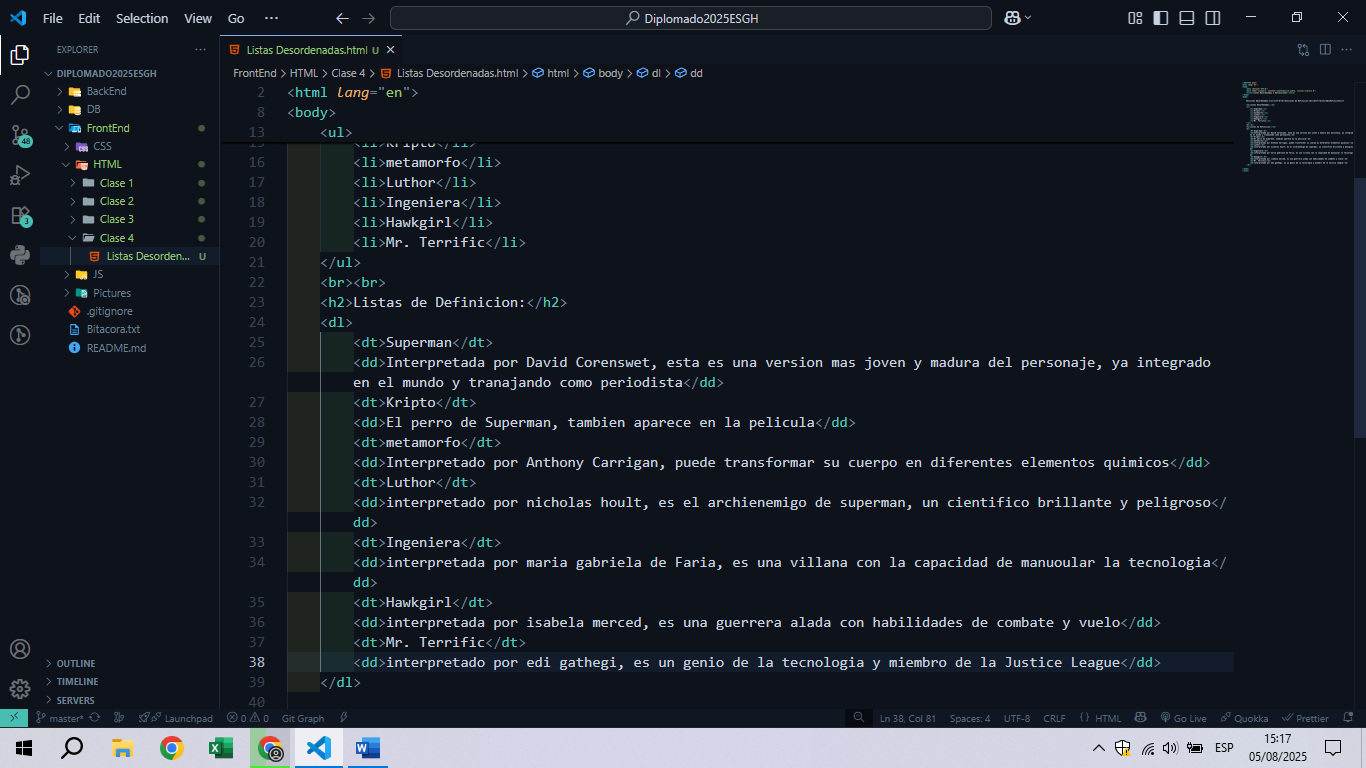 File Edit Selection View Go ··· Diplomado2025ESGH
EXPLORER ···
DIPLOMADO2025ESGH
BackEnd
DB
FrontEnd
CSS
HTML
Clase 1
Clase 2
Clase 3
Clase 4
Listas Desorden... U
JS
Pictures
.gitignore
Bitacora.txt
README.md
OUTLINE
TIMELINE
SERVERS
48
3
Listas Desordenadas.html U
FrontEnd > HTML > Clase 4 > Listas Desordenadas.html > html > body > dl > dd
2 <html lang="en">
8 <body>
13 <ul>
<li>Kripto</li>
16 <li>metamorfo</li>
17 <li>Luthor</li>
18 <li>Ingeniera</li>
19 <li>Hawkgirl</li>
20 <li>Mr. Terrific</li>
21 </ul>
22 <br><br>
23 <h2>Listas de Definicion:</h2>
24 <dl>
25 <dt>Superman</dt>
26 <dd>Interpretada por David Corenswet, esta es una version mas joven y madura del personaje, ya integrado
en el mundo y tranajando como periodista</dd>
27 <dt>Kripto</dt>
28 <dd>El perro de Superman, tambien aparece en la pelicula</dd>
29 <dt>metamorfo</dt>
30 <dd>Interpretado por Anthony Carrigan, puede transformar su cuerpo en diferentes elementos quimicos</dd>
31 <dt>Luthor</dt>
32 <dd>interpretado por nicholas hoult, es el archienemigo de superman, un cientifico brillante y peligroso</
dd>
33 <dt>Ingeniera</dt>
34 <dd>interpretada por maria gabriela de Faria, es una villana con la capacidad de manuoular la tecnologia</
dd>
35 <dt>Hawkgirl</dt>
36 <dd>interpretada por isabela merced, es una guerrera alada con habilidades de combate y vuelo</dd>
37 <dt>Mr. Terrific</dt>
38 <dd>interpretado por edi gathegi, es un genio de la tecnologia y miembro de la Justice League</dd>
39 </dl>
40
master* Launchpad 0 0 Git Graph Ln 38, Col 81 Spaces: 4 UTF-8 CRLF HTML Go Live Quokka Prettier
ESP 15:17
05/08/2025